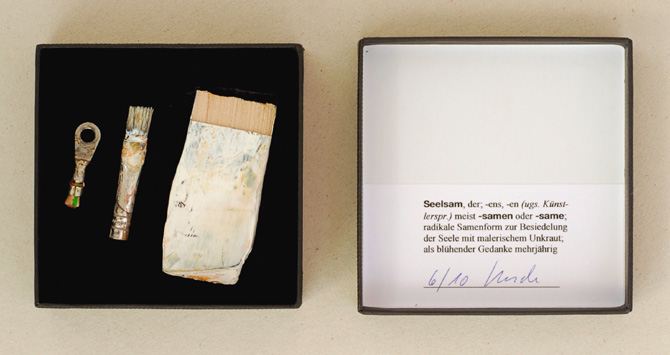 Seelsam, der; -ens, -en (ugs. Künst-
lerspr.) meist -samen oder -same;
radikale Samenform zur Besiedelung
der Seele mit malerischem Unkraut;
als blühender Gedanke mehrjährig
6/10